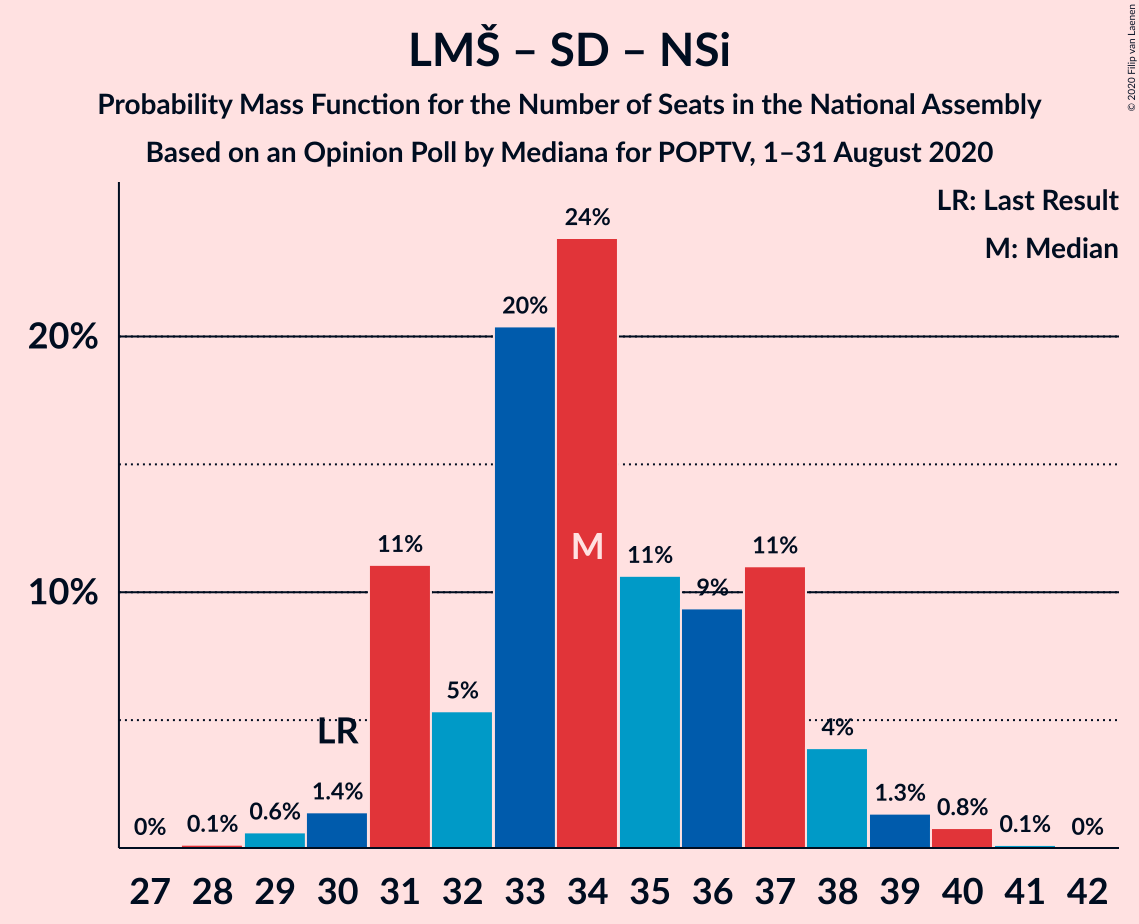 LMŠ – SD – NSi
Probability Mass Function for the Number of Seats in the National Assembly
Based on an Opinion Poll by Mediana for POPTV, 1–31 August 2020
© 2020 Filip van Laenen
LR: Last Result
M: Median
20%
10%
0% 0.1% 0.6% 1.4% 11% 5% 20% 24% 11% 9% 11% 4% 1.3% 0.8% 0.1% 0%
LR
M
27 28 29 30 31 32 33 34 35 36 37 38 39 40 41 42